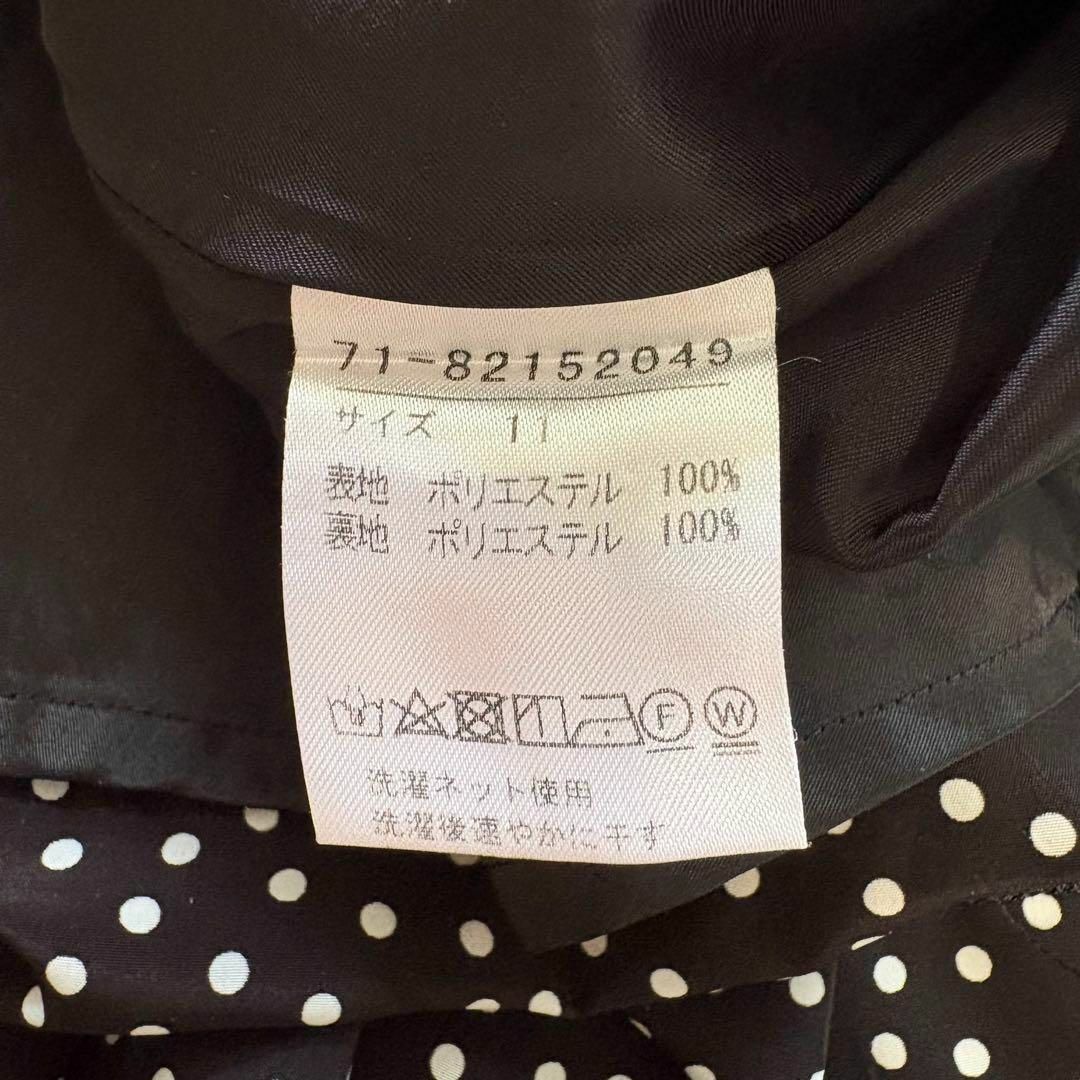 71-82152049
サイズ 11
表地 ポリエステル 100%
裏地 ポリエステル 100%
F W
洗濯ネット使用
洗濯後速やかに干す